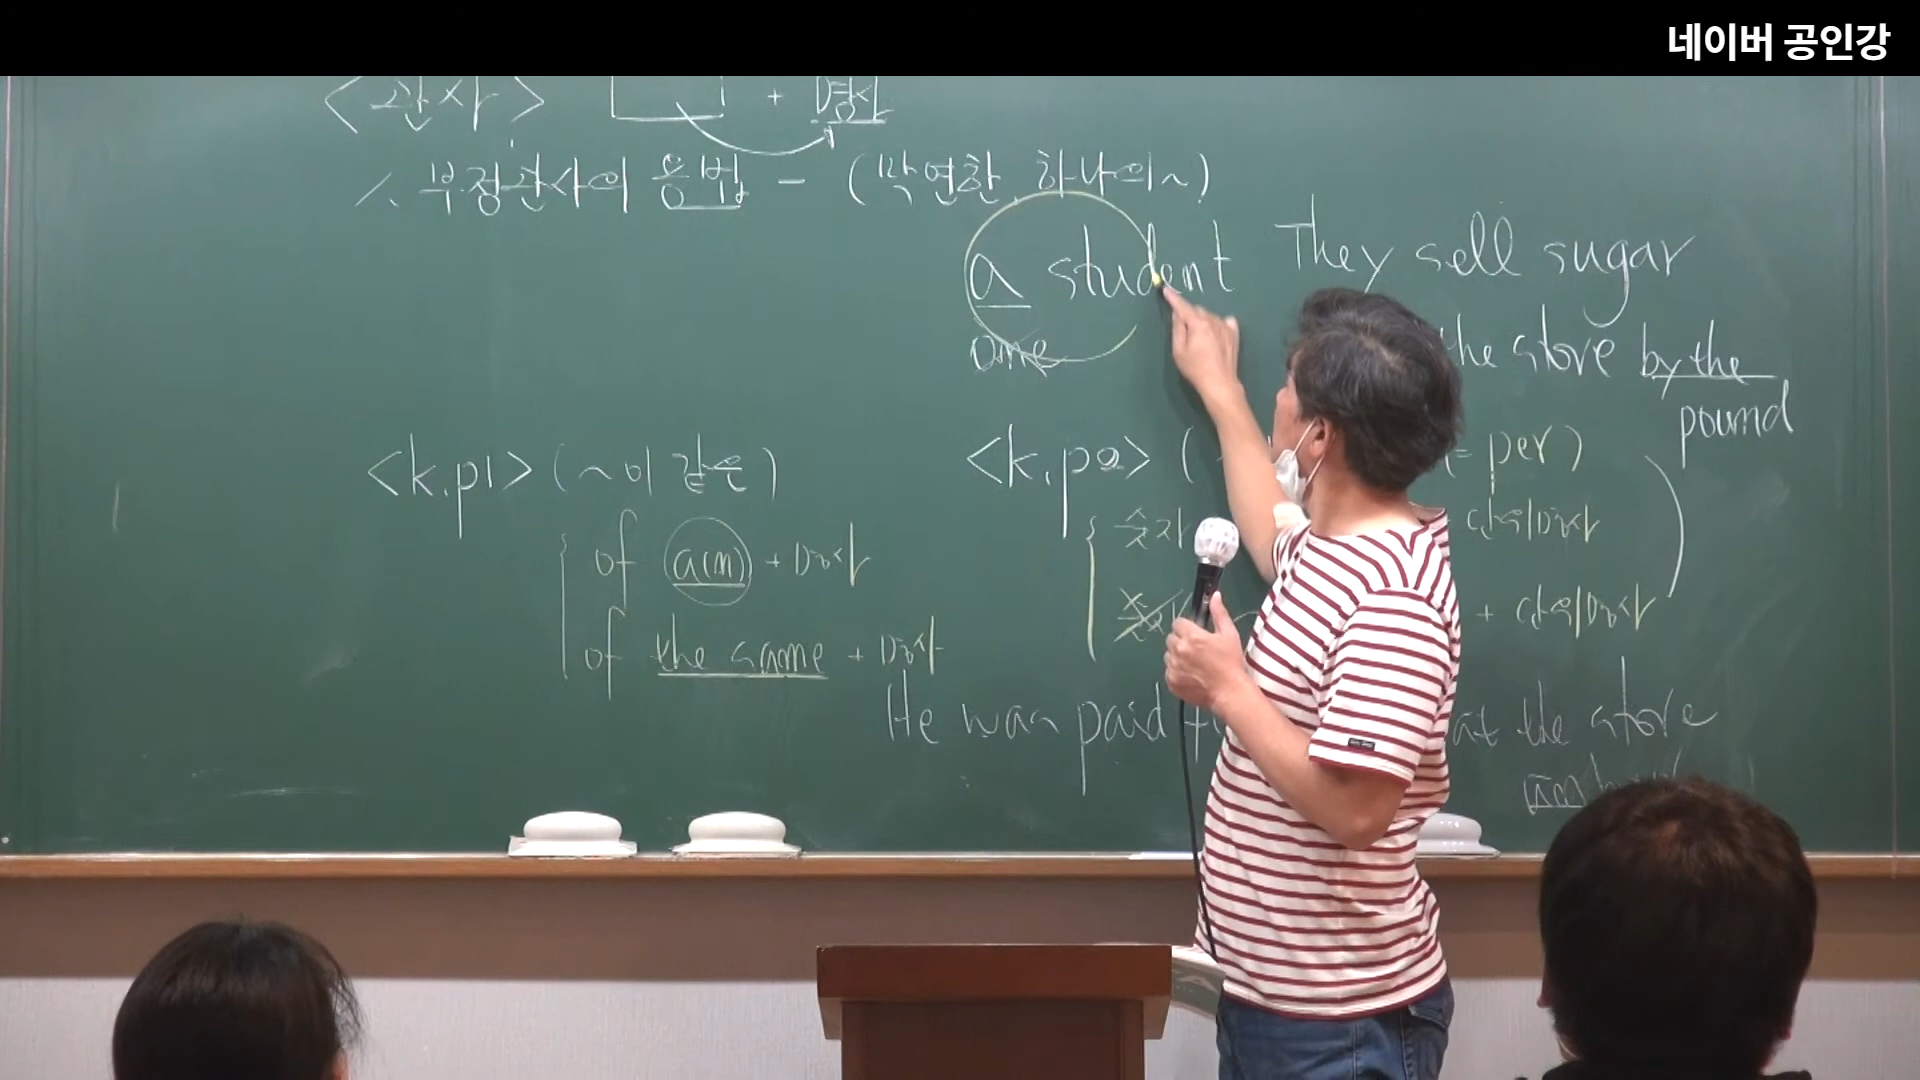 네이버 공인강
<관사> + 명사
1. 부정관사의 용법 - (막연한 하나의~)
a student
one
They sell sugar
the store by the
pound
<k.p1> (~이 같은)
of a(n) + 명사
of the same + 명사
<k.p2> ( = per)
숫자 단위명사
+ 단위명사
He was paid at the store
an